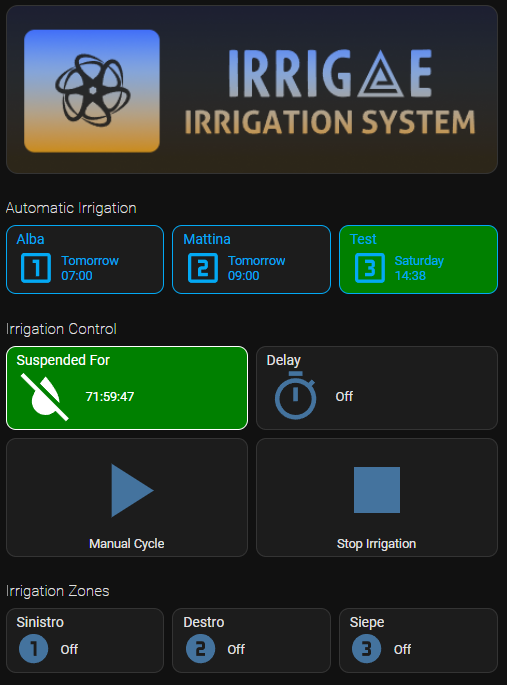 IRRIGAE
IRRIGATION SYSTEM
Automatic Irrigation
Alba
1
Tomorrow
07:00
Mattina
2
Tomorrow
09:00
Test
3
Saturday
14:38
Irrigation Control
Suspended For
71:59:47
Delay
Off
Manual Cycle
Stop Irrigation
Irrigation Zones
Sinistro
1
Off
Destro
2
Off
Siepe
3
Off